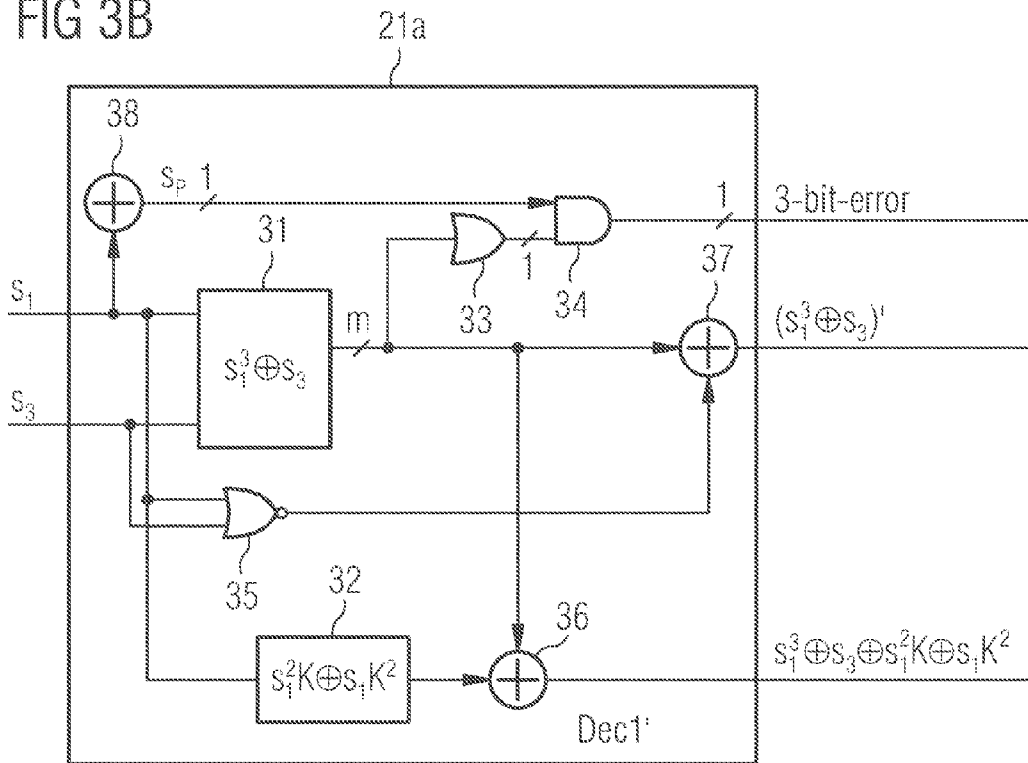 FIG 3B
21a
38
sₚ 1
1 3-bit-error
31
1
33
34
37
s₁
m
(s₁³⊕s₃)'
s₁³⊕s₃
s₃
35
32
36
s₁²K⊕s₁K²
s₁³⊕s₃⊕s₁²K⊕s₁K²
Dec1'